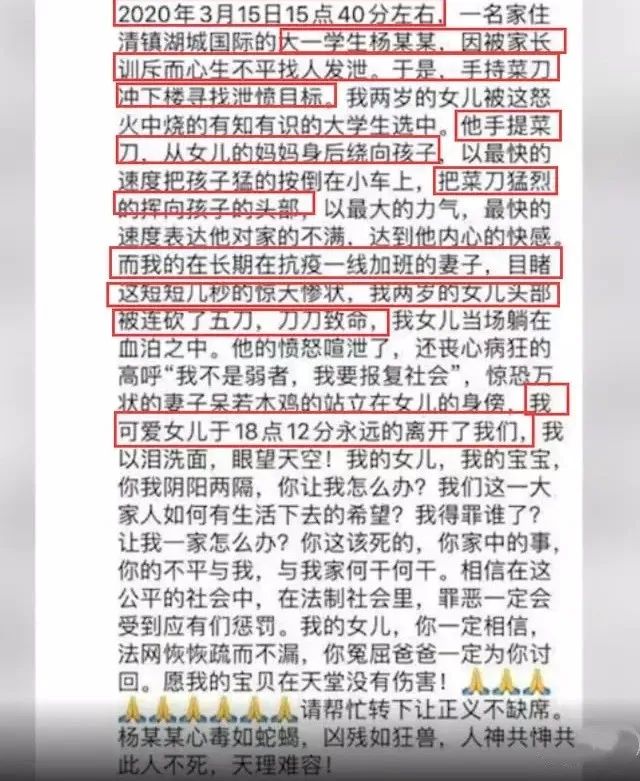 2020年3月15日15点40分左右，一名家住
清镇湖城国际的大一学生杨某某，因被家长
训斥而心生不平找人发泄。于是，手持菜刀
冲下楼寻找泄愤目标。我两岁的女儿被这怒
火中烧的有知有识的大学生选中。他手提菜
刀，从女儿的妈妈身后绕向孩子，以最快的
速度把孩子猛的按倒在小车上，把菜刀猛烈
的挥向孩子的头部，以最大的力气，最快的
速度表达他对家的不满，达到他内心的快感。
而我的在长期在抗疫一线加班的妻子，目睹
这短短几秒的惊天惨状，我两岁的女儿头部
被连砍了五刀，刀刀致命，我女儿当场躺在
血泊之中。他的愤怒喧泄了，还丧心病狂的
高呼“我不是弱者，我要报复社会”，惊恐万
状的妻子呆若木鸡的站立在女儿的身傍，我
可爱女儿于18点12分永远的离开了我们，我
以泪洗面，眼望天空！我的女儿，我的宝宝，
你我阴阳两隔，你让我怎么办？我们这一大
家人如何有生活下去的希望？我得罪谁了？
让我一家怎么办？你这该死的，你家中的事，
你的不平与我，与我家何干何干。相信在这
公平的社会中，在法制社会里，罪恶一定会
受到应有们惩罚。我的女儿，你一定相信，
法网恢恢疏而不漏，你冤屈爸爸一定为你讨
回。愿我的宝贝在天堂没有伤害！🙏🙏🙏
🙏🙏🙏🙏🙏🙏请帮忙转下让正义不缺席。
杨某某心毒如蛇蝎，凶残如狂兽，人神共愤共
此人不死，天理难容！